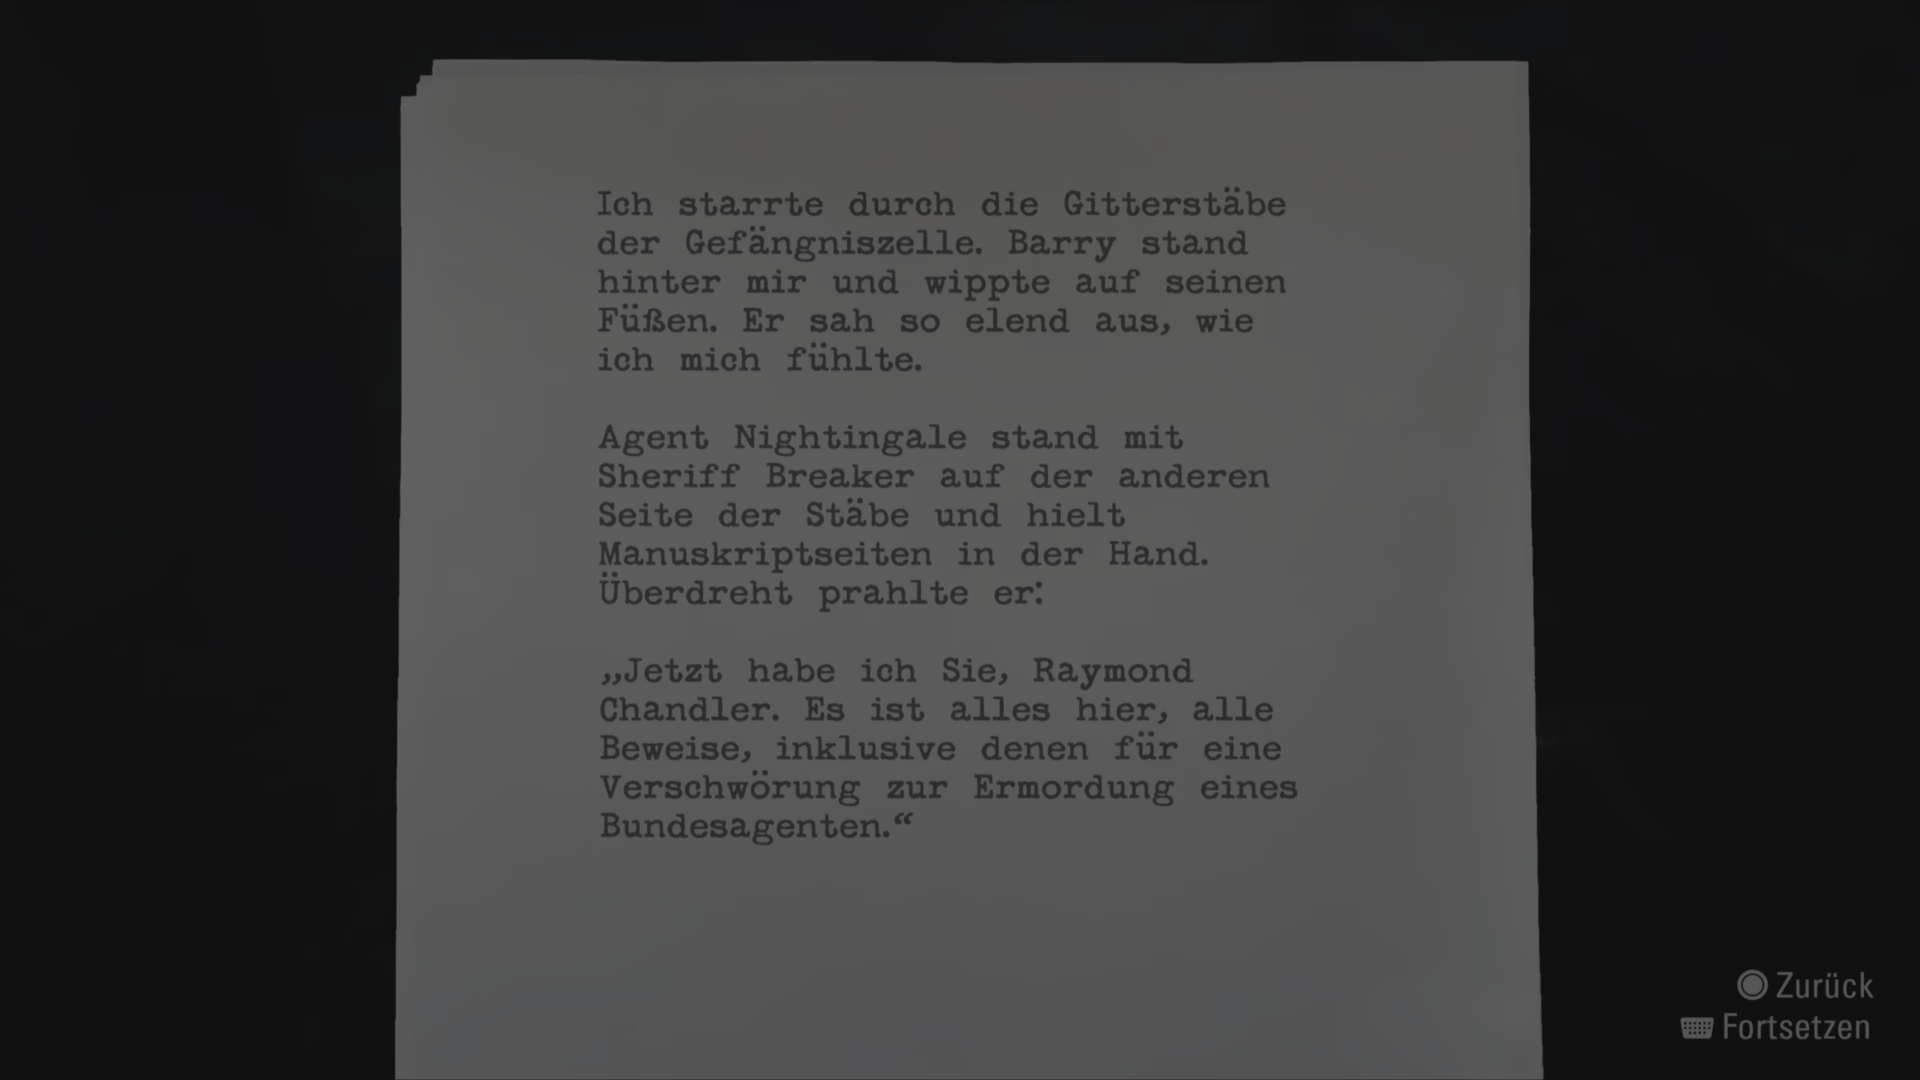 Ich starrte durch die Gitterstäbe
der Gefängniszelle. Barry stand
hinter mir und wippte auf seinen
Füßen. Er sah so elend aus, wie
ich mich fühlte.
Agent Nightingale stand mit
Sheriff Breaker auf der anderen
Seite der Stäbe und hielt
Manuskriptseiten in der Hand.
Überdreht prahlte er:
„Jetzt habe ich Sie, Raymond
Chandler. Es ist alles hier, alle
Beweise, inklusive denen für eine
Verschwörung zur Ermordung eines
Bundesagenten.“
Zurück
Fortsetzen